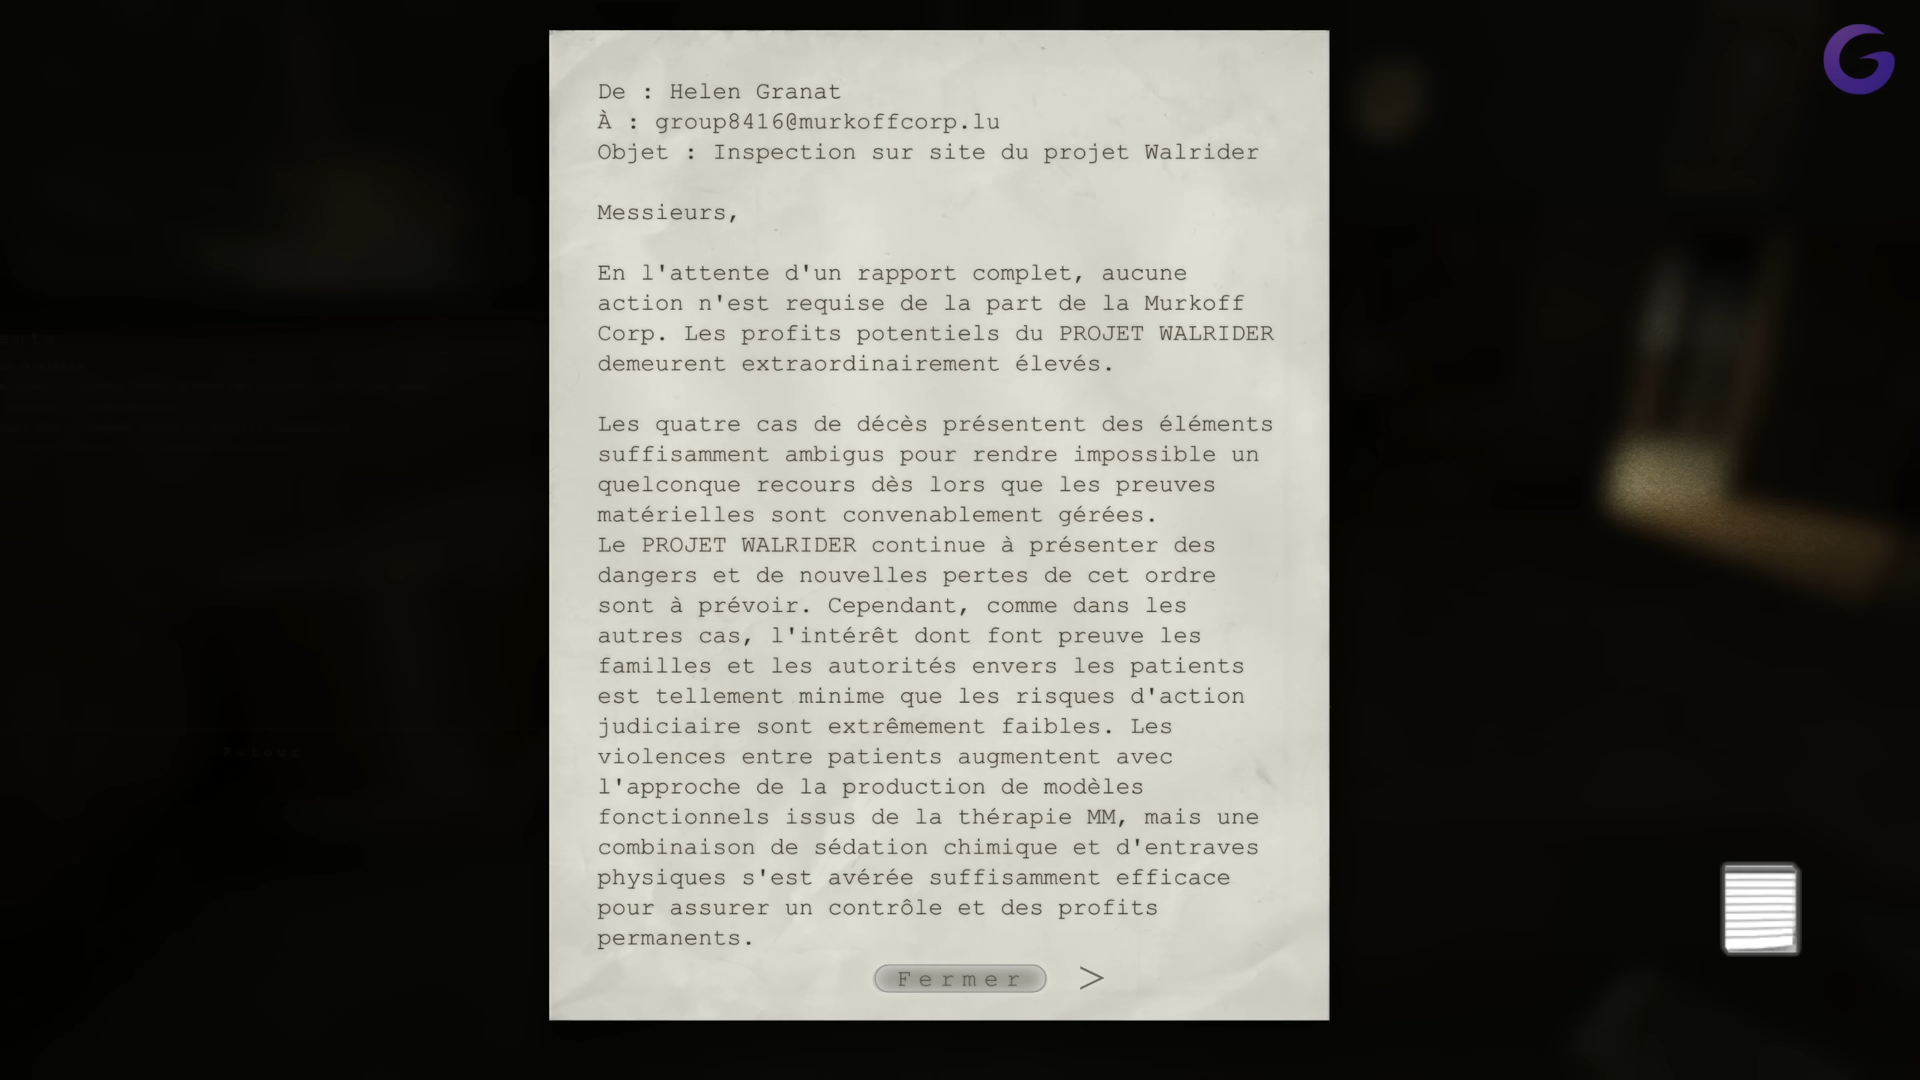 De : Helen Granat
À : group8416@murkoffcorp.lu
Objet : Inspection sur site du projet Walrider
Messieurs,
En l'attente d'un rapport complet, aucune
action n'est requise de la part de la Murkoff
Corp. Les profits potentiels du PROJET WALRIDER
demeurent extraordinairement élevés.
Les quatre cas de décès présentent des éléments
suffisamment ambigus pour rendre impossible un
quelconque recours dès lors que les preuves
matérielles sont convenablement gérées.
Le PROJET WALRIDER continue à présenter des
dangers et de nouvelles pertes de cet ordre
sont à prévoir. Cependant, comme dans les
autres cas, l'intérêt dont font preuve les
familles et les autorités envers les patients
est tellement minime que les risques d'action
judiciaire sont extrêmement faibles. Les
violences entre patients augmentent avec
l'approche de la production de modèles
fonctionnels issus de la thérapie MM, mais une
combinaison de sédation chimique et d'entraves
physiques s'est avérée suffisamment efficace
pour assurer un contrôle et des profits
permanents.
Fermer >